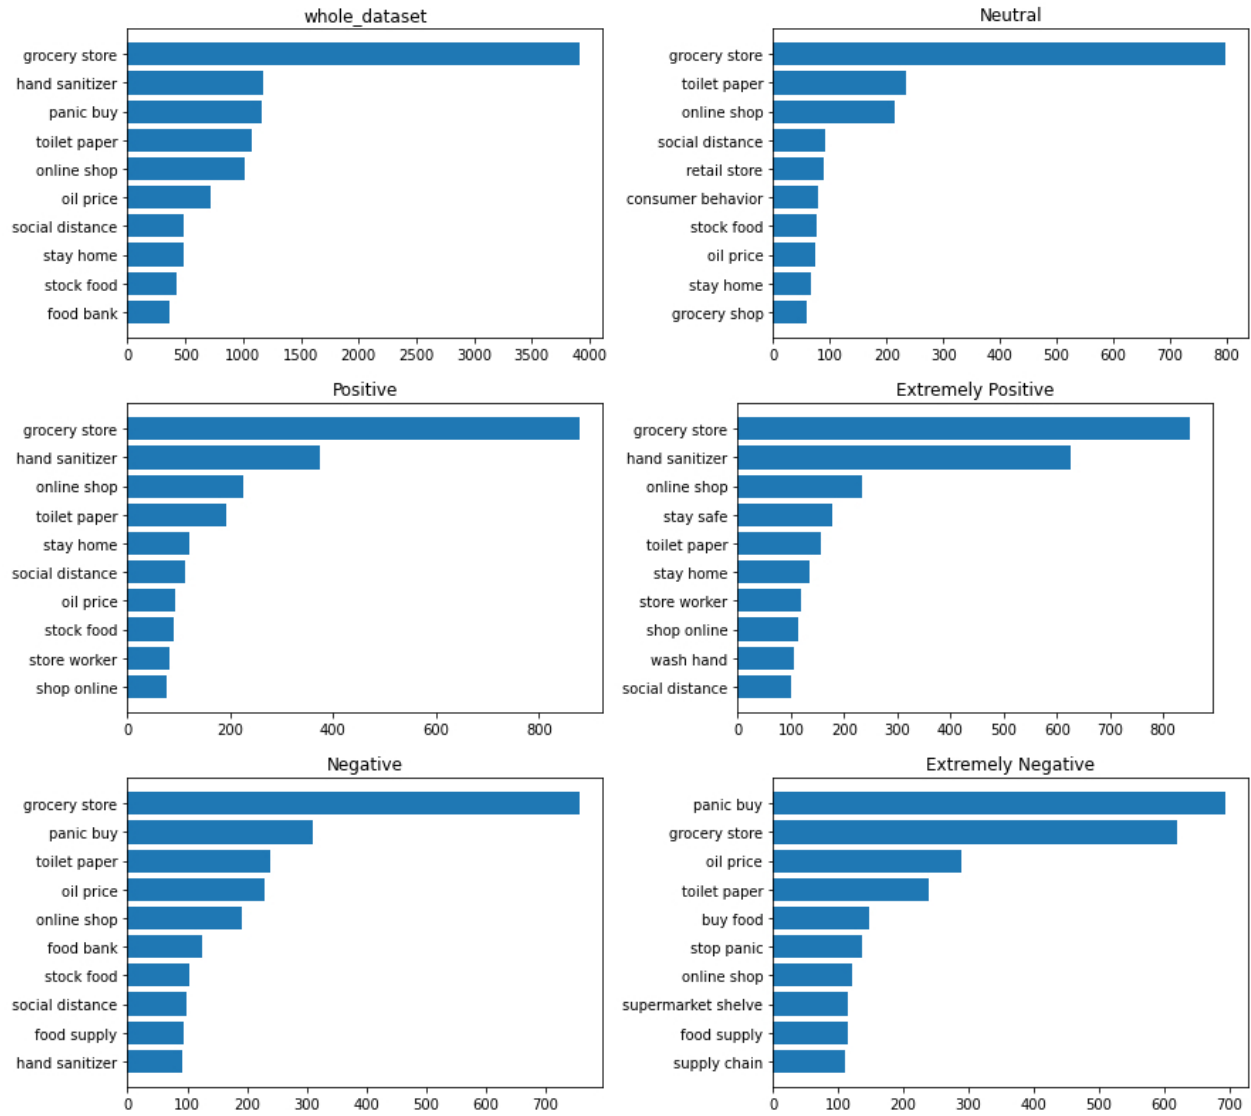 whole_dataset
grocery store
hand sanitizer
panic buy
toilet paper
online shop
oil price
social distance
stay home
stock food
food bank
0 500 1000 1500 2000 2500 3000 3500 4000
Neutral
grocery store
toilet paper
online shop
social distance
retail store
consumer behavior
stock food
oil price
stay home
grocery shop
0 100 200 300 400 500 600 700 800
Positive
grocery store
hand sanitizer
online shop
toilet paper
stay home
social distance
oil price
stock food
store worker
shop online
0 200 400 600 800
Extremely Positive
grocery store
hand sanitizer
online shop
stay safe
toilet paper
stay home
store worker
shop online
wash hand
social distance
0 100 200 300 400 500 600 700 800
Negative
grocery store
panic buy
toilet paper
oil price
online shop
food bank
stock food
social distance
food supply
hand sanitizer
0 100 200 300 400 500 600 700
Extremely Negative
panic buy
grocery store
oil price
toilet paper
buy food
stop panic
online shop
supermarket shelve
food supply
supply chain
0 100 200 300 400 500 600 700